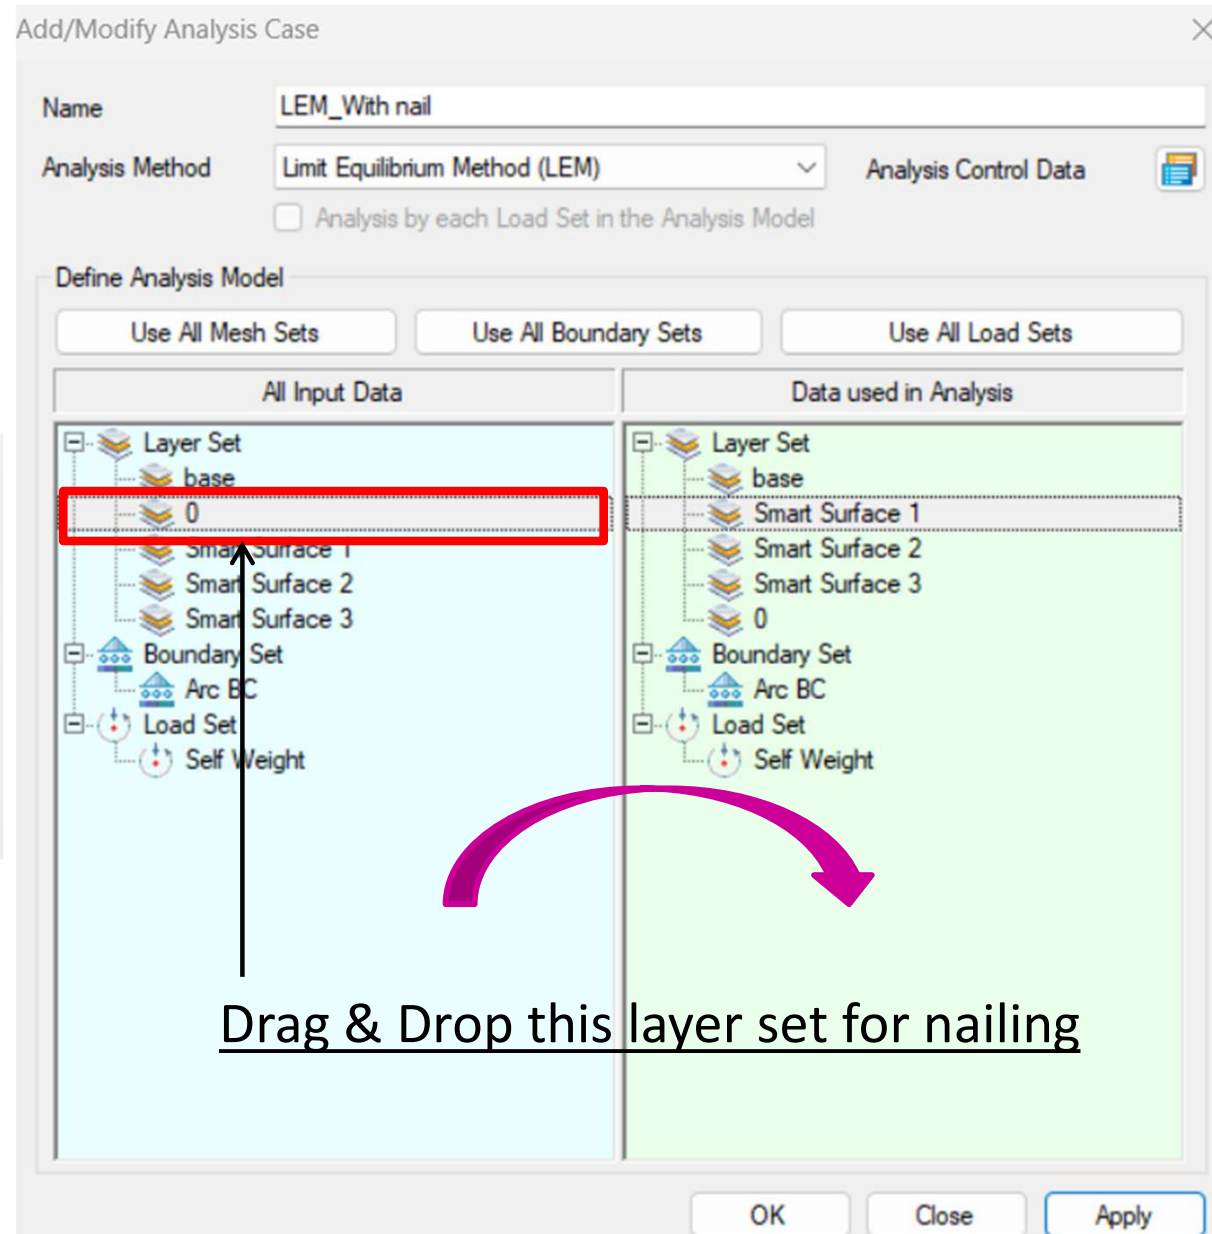 Add/Modify Analysis Case
Name
LEM_With nail
Analysis Method
Limit Equilibrium Method (LEM)
Analysis Control Data
Analysis by each Load Set in the Analysis Model
Define Analysis Model
Use All Mesh Sets
Use All Boundary Sets
Use All Load Sets
All Input Data
Layer Set
base
0
Smart Surface 1
Smart Surface 2
Smart Surface 3
Boundary Set
Arc BC
Load Set
Self Weight
Data used in Analysis
Layer Set
base
Smart Surface 1
Smart Surface 2
Smart Surface 3
0
Boundary Set
Arc BC
Load Set
Self Weight
Drag & Drop this layer set for nailing
OK
Close
Apply